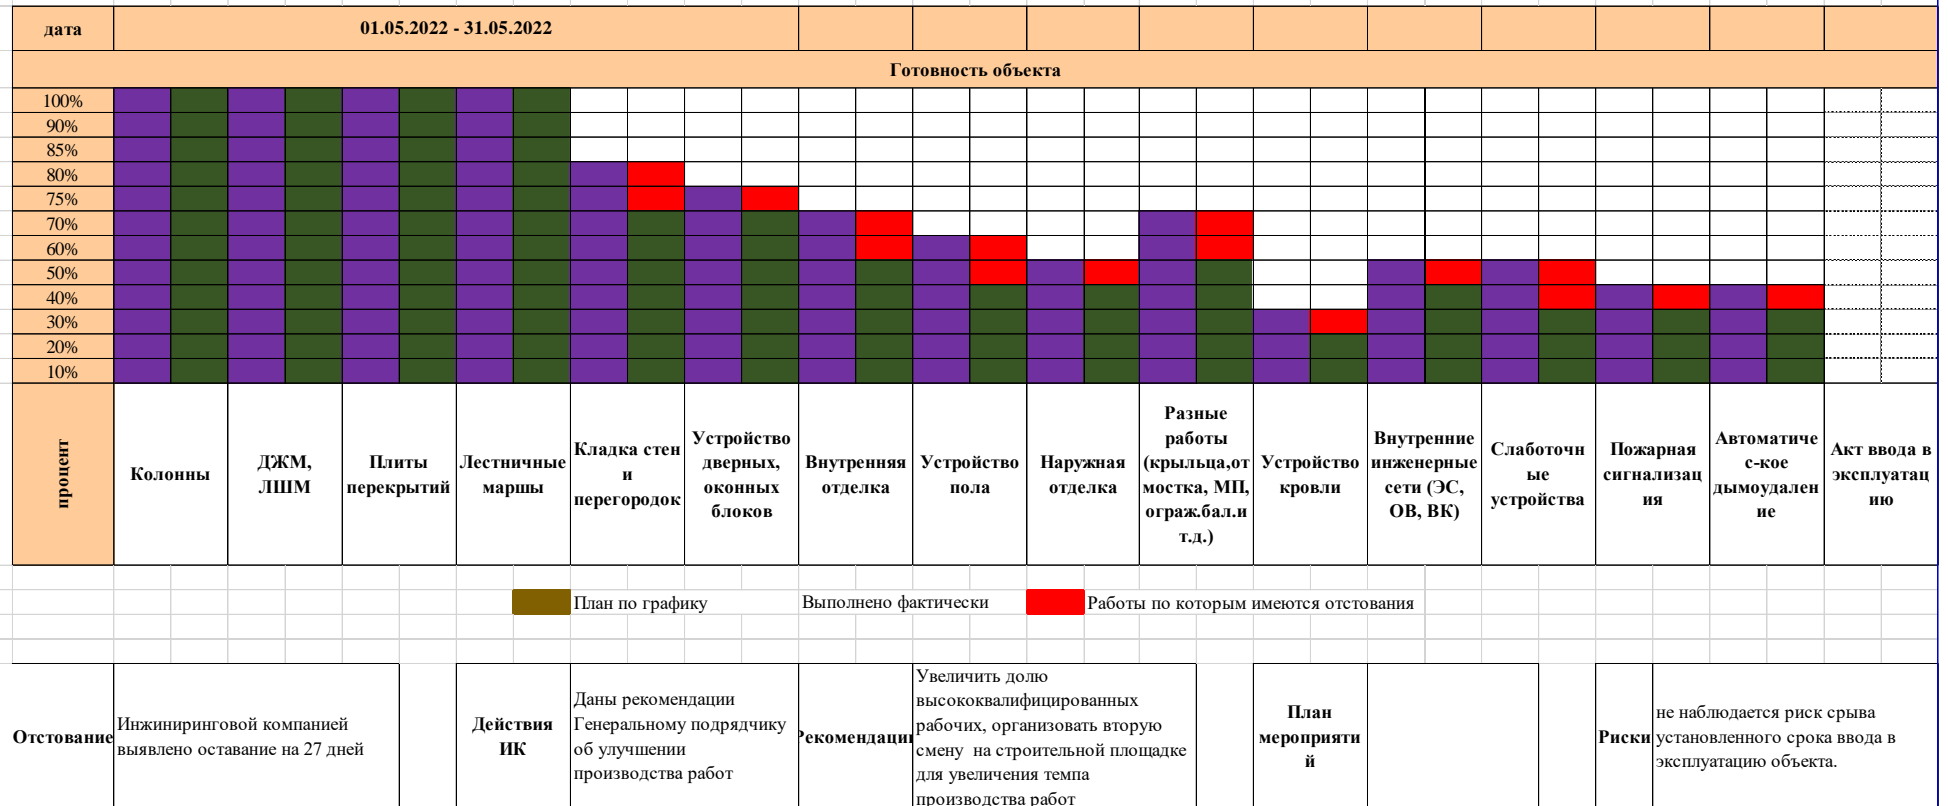 дата
01.05.2022 - 31.05.2022
Готовность объекта
100%
90%
85%
80%
75%
70%
60%
50%
40%
30%
20%
10%
процент
Колонны
ДЖМ,
ЛШМ
Плиты
перекрытий
Лестничные
марши
Кладка стен
и
перегородок
Устройство
дверных,
оконных
блоков
Внутренняя
отделка
Устройство
пола
Наружная
отделка
Разные
работы
(крыльца,от
мостка, МП,
ограж.бал.и
т.д.)
Устройство
кровли
Внутренние
инженерные
сети (ЭС,
ОВ, ВК)
Слаботочн
ые
устройства
Пожарная
сигнализац
ия
Автоматиче
с-кое
дымоудален
ие
Акт ввода в
эксплуатац
ию
План по графику
Выполнено фактически
Работы по которым имеются отстования
Отстование
Инжиниринговой компанией
выявлено оставание на 27 дней
Действия
ИК
Даны рекомендации
Генеральному подрядчику
об улучшении
производства работ
Рекомендации
Увеличить долю
высококвалифицированных
рабочих, организовать вторую
смену на строительной площадке
для увеличения темпа
производства работ
План
мероприяти
й
Риски
не наблюдается риск срыва
установленного срока ввода в
эксплуатацию объекта.